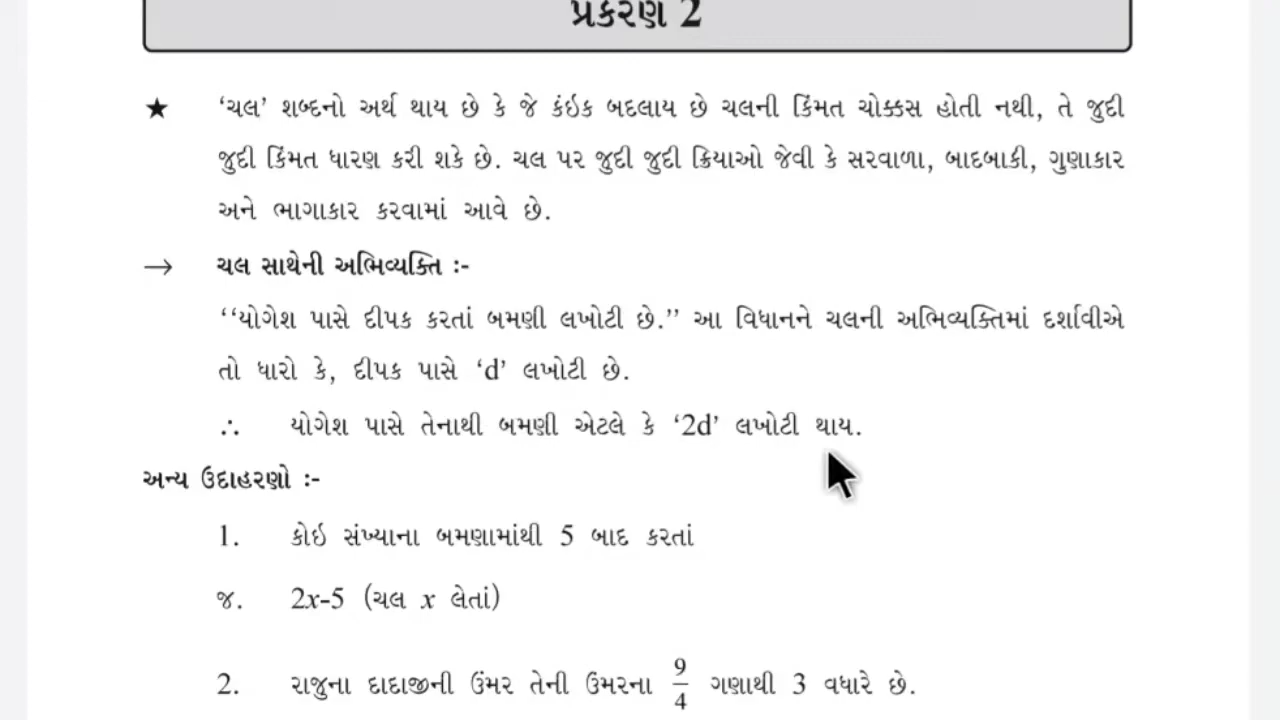 પ્રકરણ 2
★ ‘ચલ’ શબ્દનો અર્થ થાય છે કે જે કંઇક બદલાય છે ચલની કિંમત ચોક્કસ હોતી નથી, તે જુદી
જુદી કિંમત ધારણ કરી શકે છે. ચલ પર જુદી જુદી ક્રિયાઓ જેવી કે સરવાળા, બાદબાકી, ગુણાકાર
અને ભાગાકાર કરવામાં આવે છે.
→ ચલ સાથેની અભિવ્યક્તિ :-
‘‘યોગેશ પાસે દીપક કરતાં બમણી લખોટી છે.’’ આ વિધાનને ચલની અભિવ્યક્તિમાં દર્શાવીએ
તો ધારો કે, દીપક પાસે ‘d’ લખોટી છે.
∴ યોગેશ પાસે તેનાથી બમણી એટલે કે ‘2d’ લખોટી થાય.
અન્ય ઉદાહરણો :-
1. કોઇ સંખ્યાના બમણામાંથી 5 બાદ કરતાં
જ. 2x-5 (ચલ x લેતાં)
2. રાજુના દાદાજીની ઉંમર તેની ઉમરના 9/4 ગણાથી 3 વધારે છે.